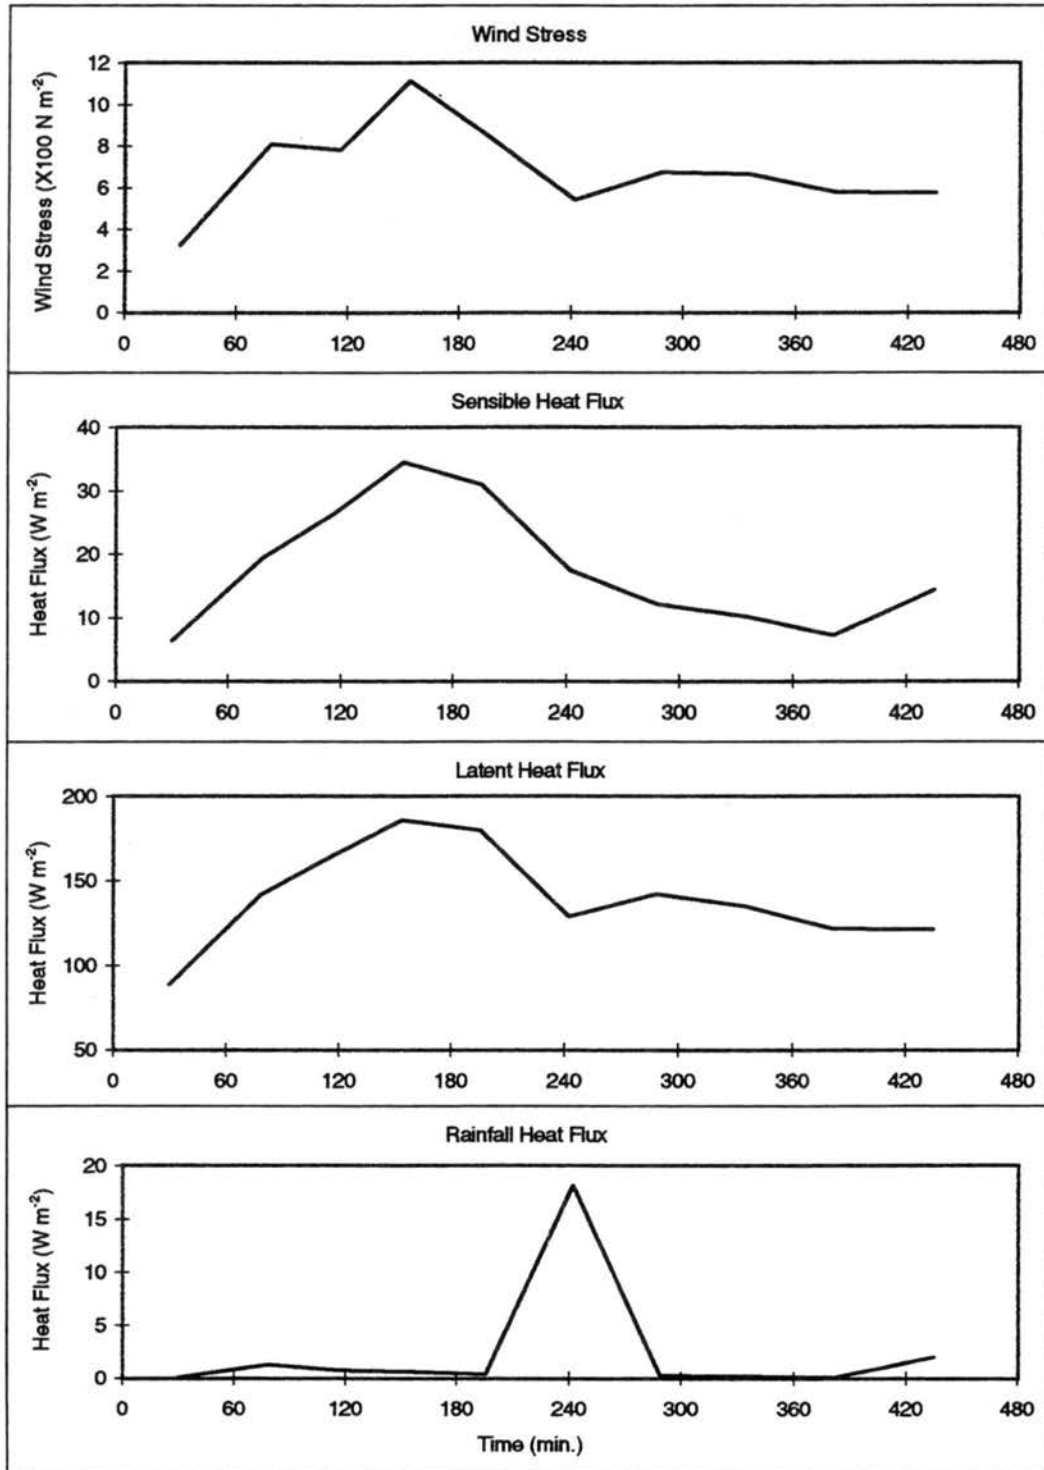 Wind Stress
Wind Stress (X100 N m⁻²)
12
10
8
6
4
2
0
0 60 120 180 240 300 360 420 480
Sensible Heat Flux
Heat Flux (W m⁻²)
40
30
20
10
0
0 60 120 180 240 300 360 420 480
Latent Heat Flux
Heat Flux (W m⁻²)
200
150
100
50
0 60 120 180 240 300 360 420 480
Rainfall Heat Flux
Heat Flux (W m⁻²)
20
15
10
5
0
0 60 120 180 240 300 360 420 480
Time (min.)